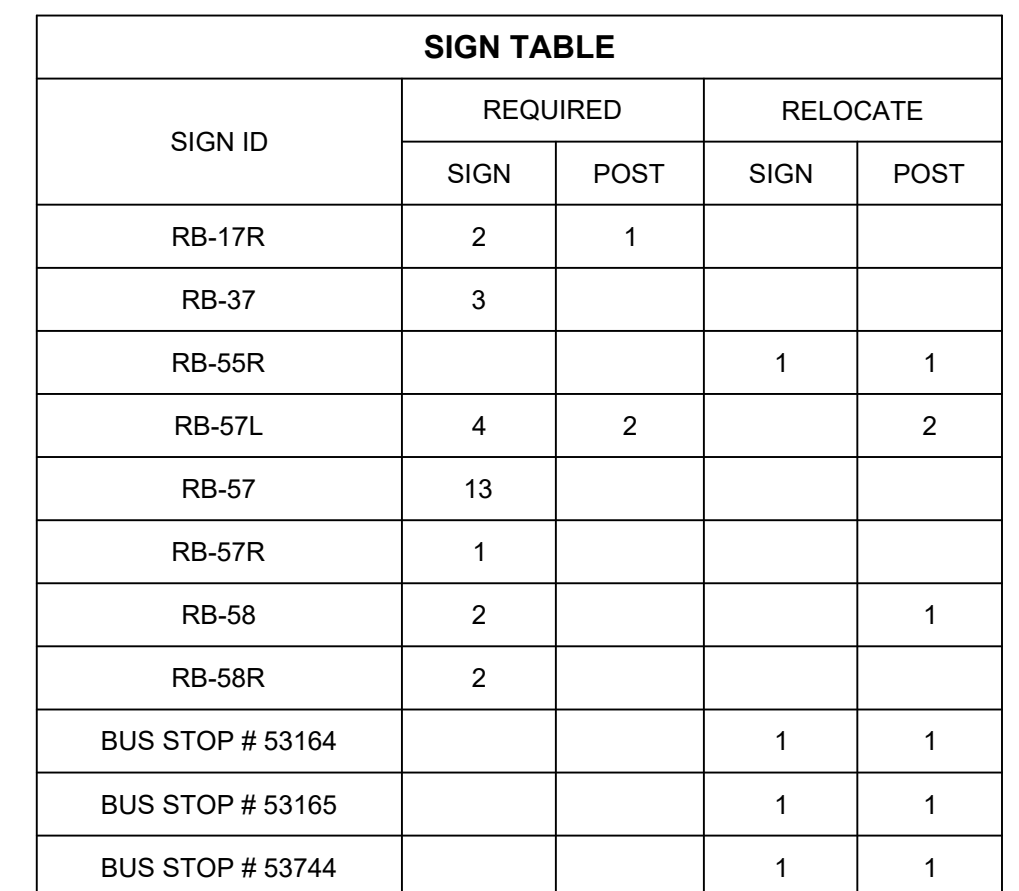 SIGN TABLE
SIGN ID REQUIRED RELOCATE
SIGN POST SIGN POST
RB-17R 2 1
RB-37 3
RB-55R 1 1
RB-57L 4 2 2
RB-57 13
RB-57R 1
RB-58 2 1
RB-58R 2
BUS STOP # 53164 1 1
BUS STOP # 53165 1 1
BUS STOP # 53744 1 1